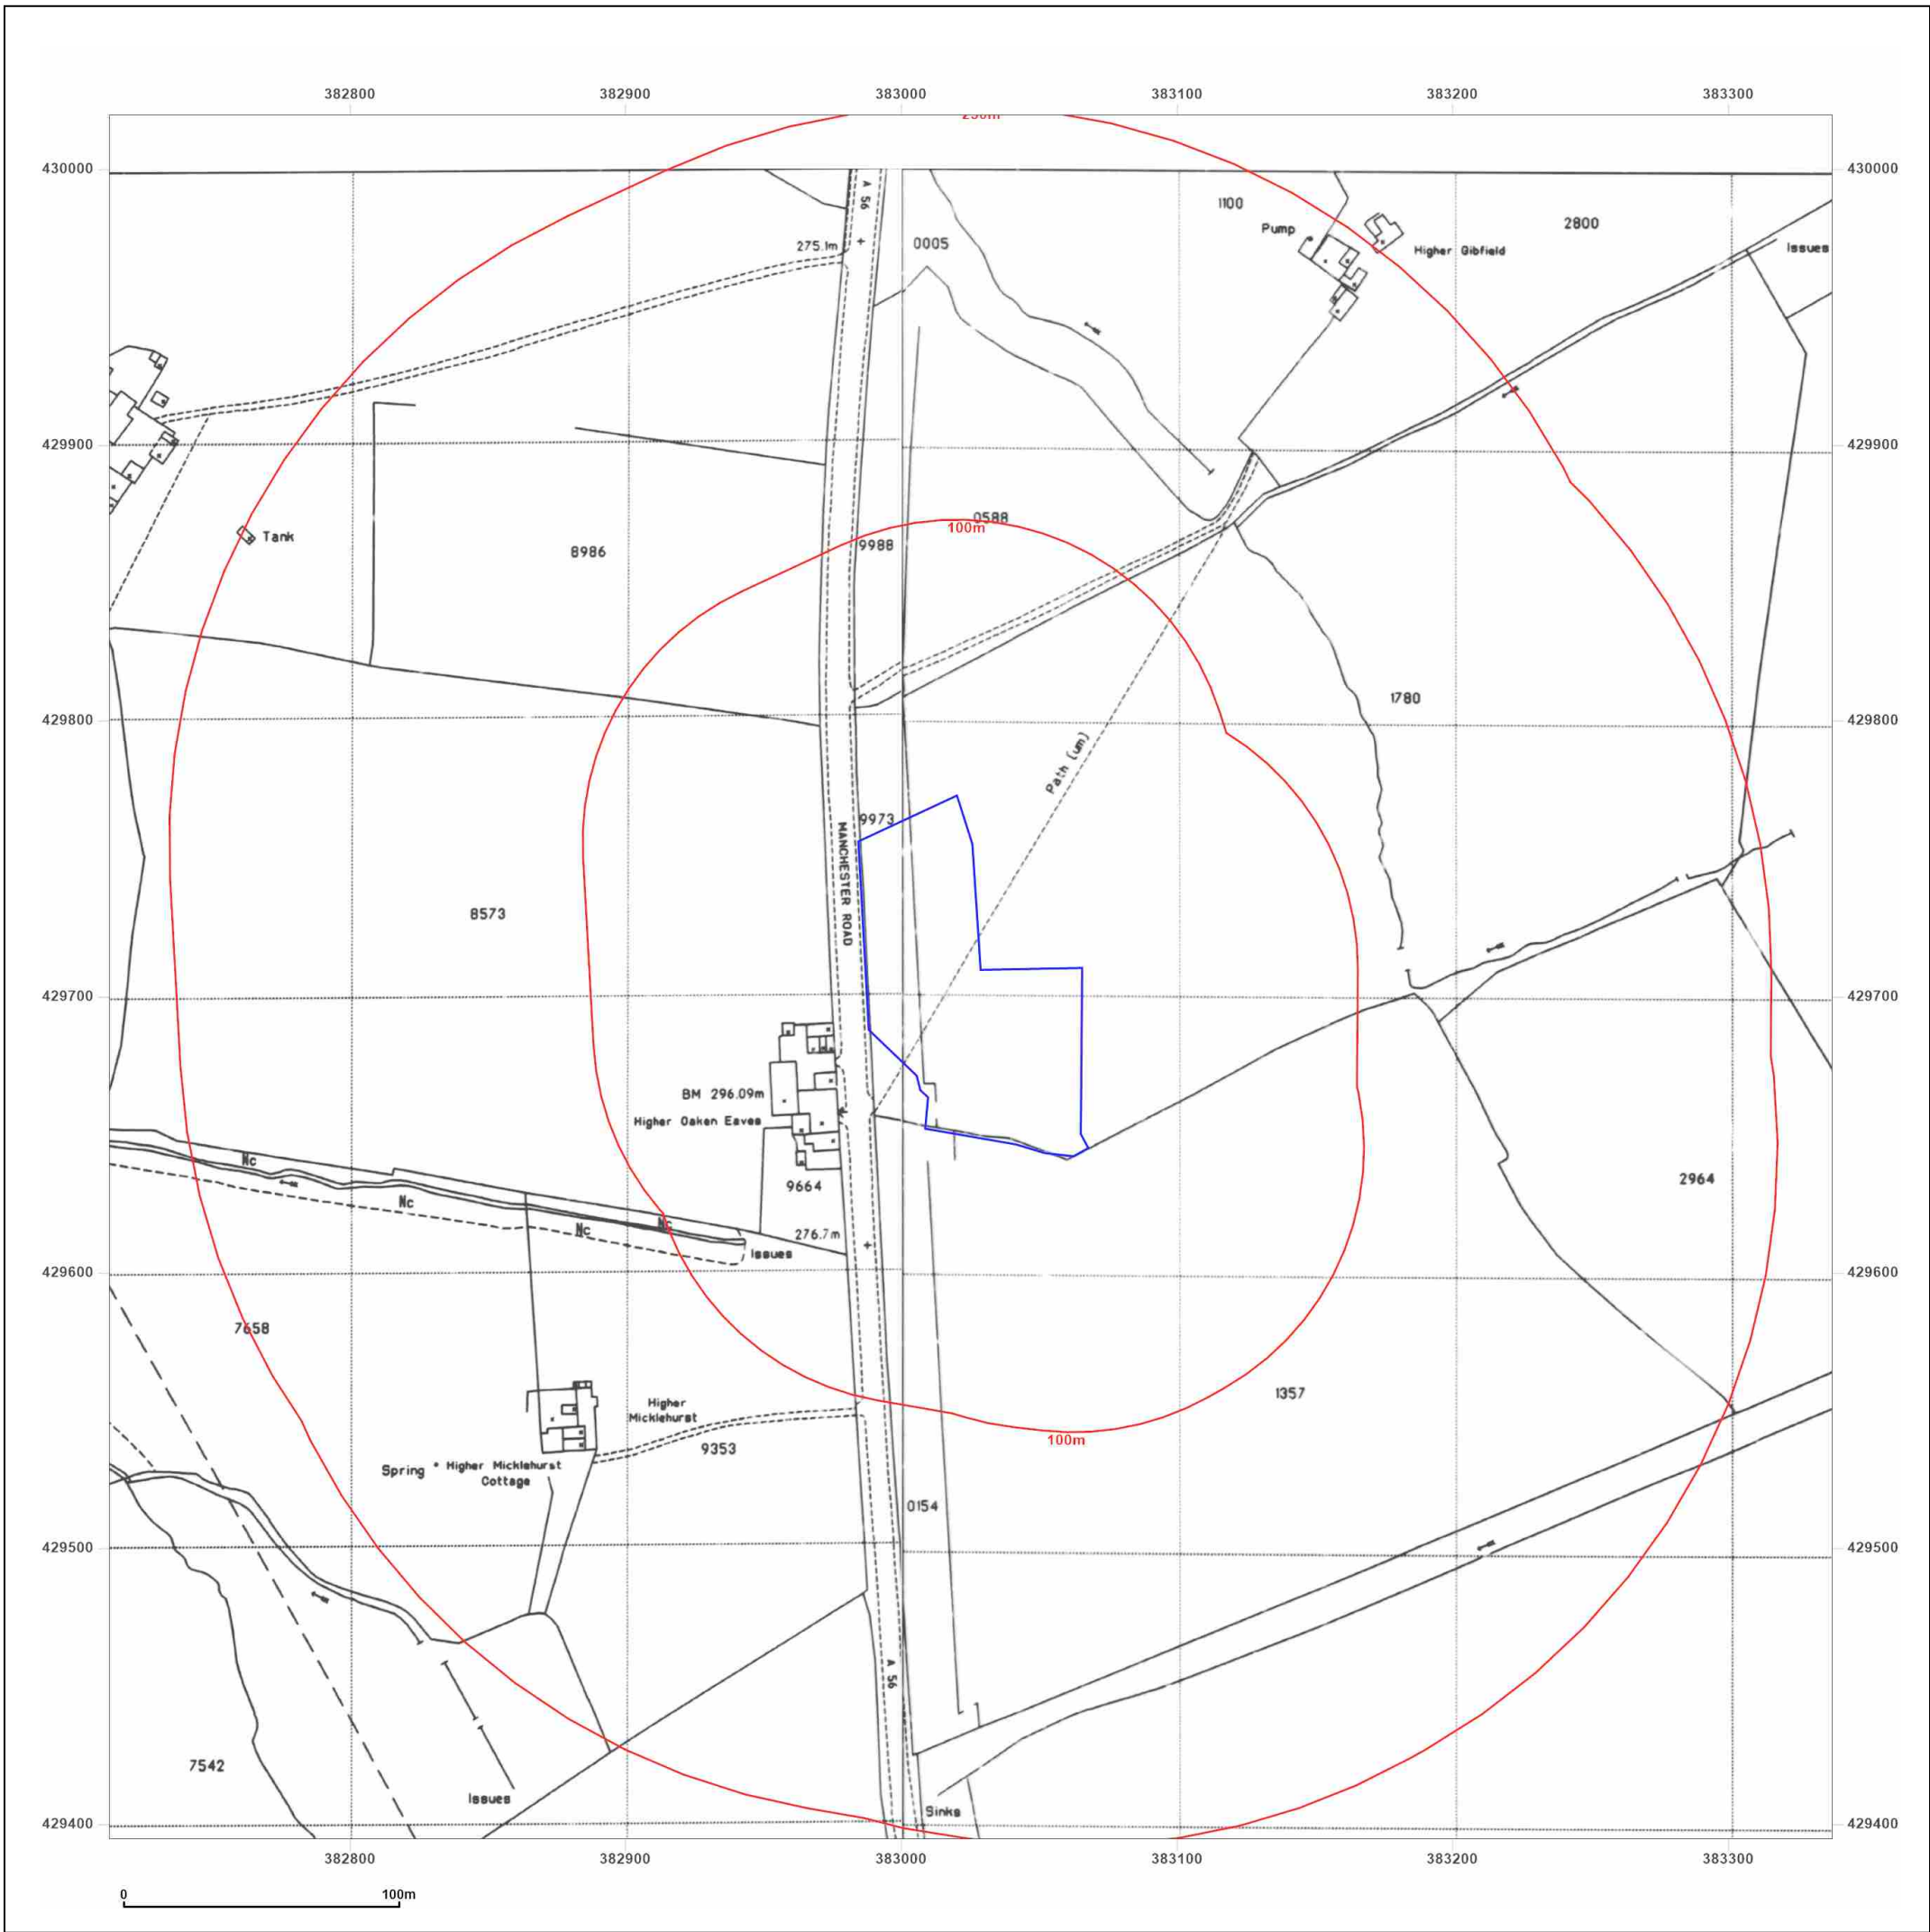 382800 382900 383000 383100 383200 383300
250m
430000 430000
A 56
1100
2800
Pump
275.1m
0005
Higher Gibfield
Issues
429900 429900
0588
100m
Tank
8986
9988
1780
429800 429800
Path (um)
9973
MANCHESTER ROAD
8573
429700 429700
BM 296.09m
Higher Oaken Eaves
Nc
Nc
Nc
Nc
9664
2964
276.7m
Issues
429600 429600
7658
1357
Higher
Micklehurst
100m
9353
Spring
Higher Micklehurst
Cottage
0154
429500 429500
A 56
7542
Issues
Sinks
429400 429400
382800 382900 383000 383100 383200 383300
0 100m